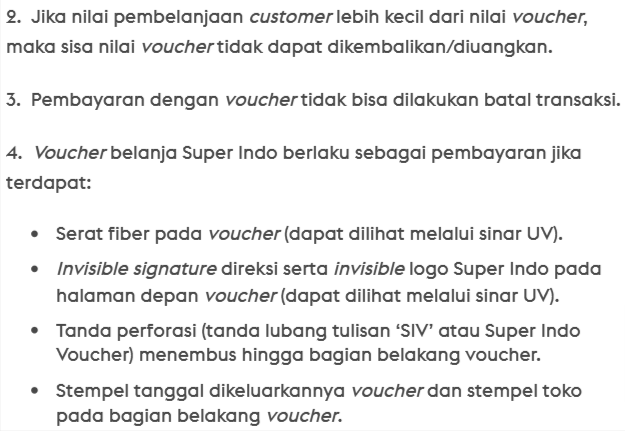 2. Jika nilai pembelanjaan customer lebih kecil dari nilai voucher,
maka sisa nilai voucher tidak dapat dikembalikan/diuangkan.
3. Pembayaran dengan voucher tidak bisa dilakukan batal transaksi.
4. Voucher belanja Super Indo berlaku sebagai pembayaran jika
terdapat:
• Serat fiber pada voucher (dapat dilihat melalui sinar UV).
• Invisible signature direksi serta invisible logo Super Indo pada
halaman depan voucher (dapat dilihat melalui sinar UV).
• Tanda perforasi (tanda lubang tulisan ‘SIV’ atau Super Indo
Voucher) menembus hingga bagian belakang voucher.
• Stempel tanggal dikeluarkannya voucher dan stempel toko
pada bagian belakang voucher.